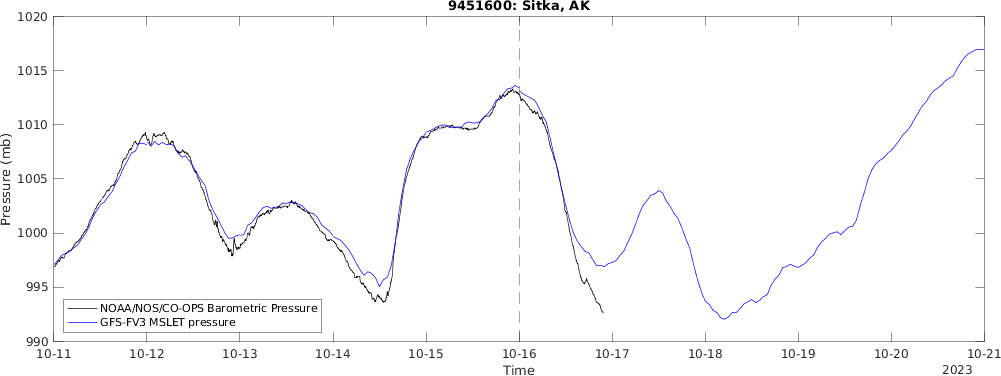 9451600: Sitka, AK
Pressure (mb)
1020
1015
1010
1005
1000
995
990
NOAA/NOS/CO-OPS Barometric Pressure
GFS-FV3 MSLET pressure
10-11 10-12 10-13 10-14 10-15 10-16 10-17 10-18 10-19 10-20 10-21
Time
2023